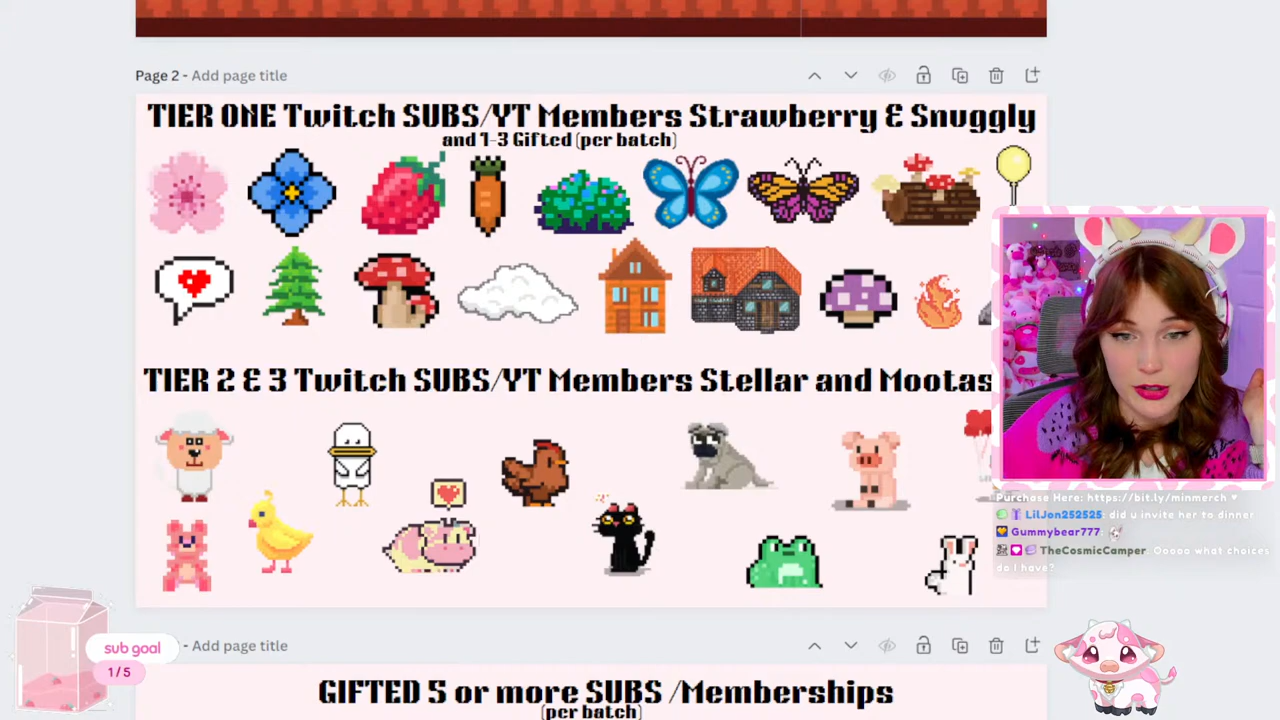 Page 2 - Add page title
TIER ONE Twitch SUBS/YT Members Strawberry & Snuggly
and 1-3 Gifted (per batch)
TIER 2 & 3 Twitch SUBS/YT Members Stellar and Mootas
Purchase Here: https://bit.ly/minmerch ♥
LilJon252525 did u invite her to dinner
Gummybear777
TheCosmicCamper Ooooo what choices
do I have?
sub goal
1/5
- Add page title
GIFTED 5 or more SUBS /Memberships
(per batch)